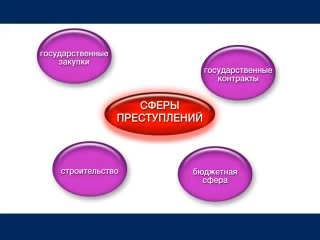 государственные
закупки
государственные
контракты
СФЕРЫ
ПРЕСТУПЛЕНИЙ
строительство
бюджетная
сфера